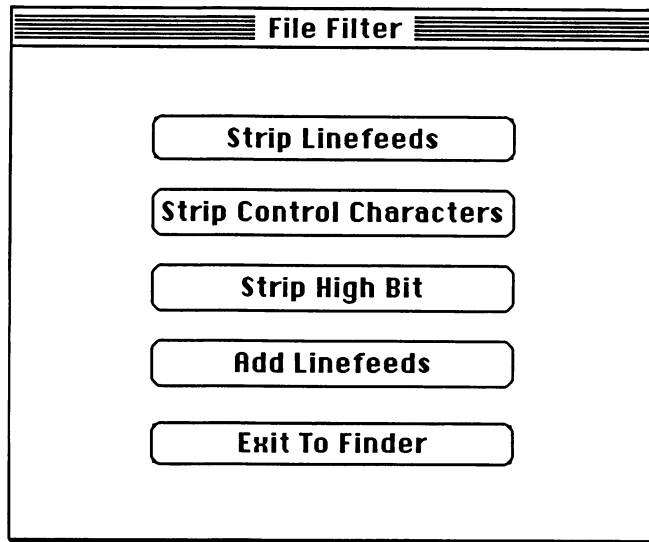 File Filter
Strip Linefeeds
Strip Control Characters
Strip High Bit
Add Linefeeds
Exit To Finder